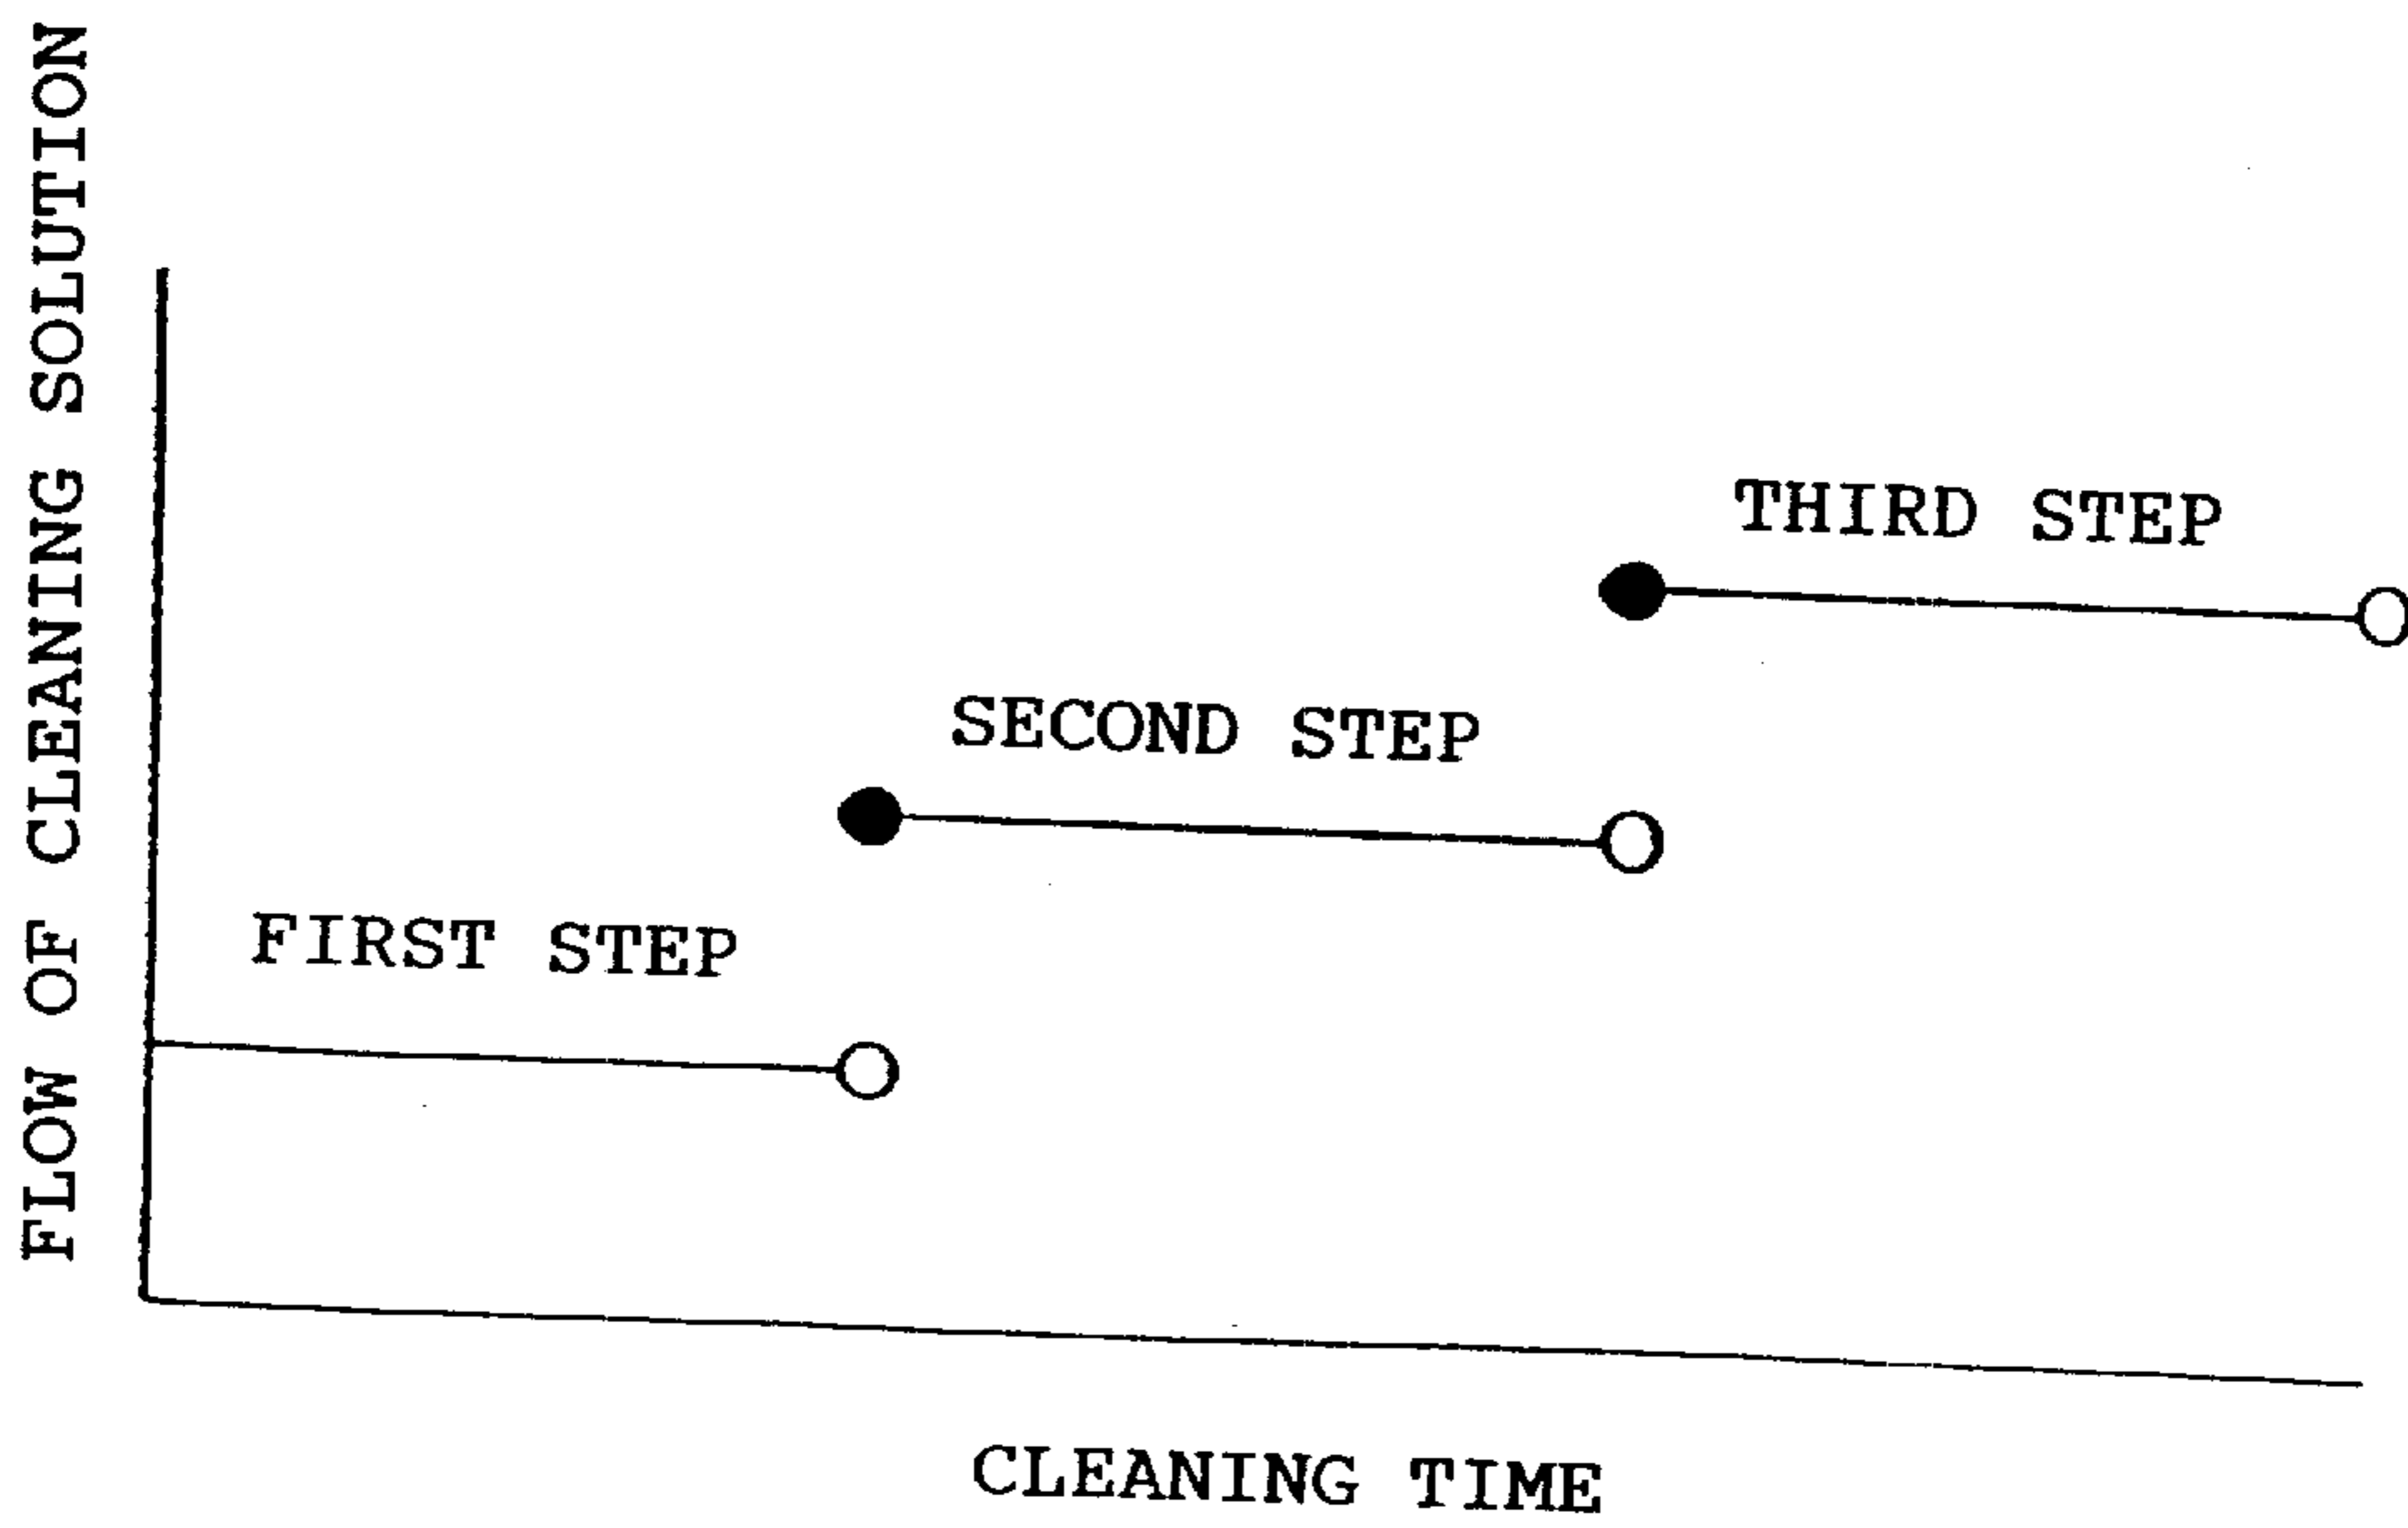 FLOW OF CLEANING SOLUTION
THIRD STEP
SECOND STEP
FIRST STEP
CLEANING TIME